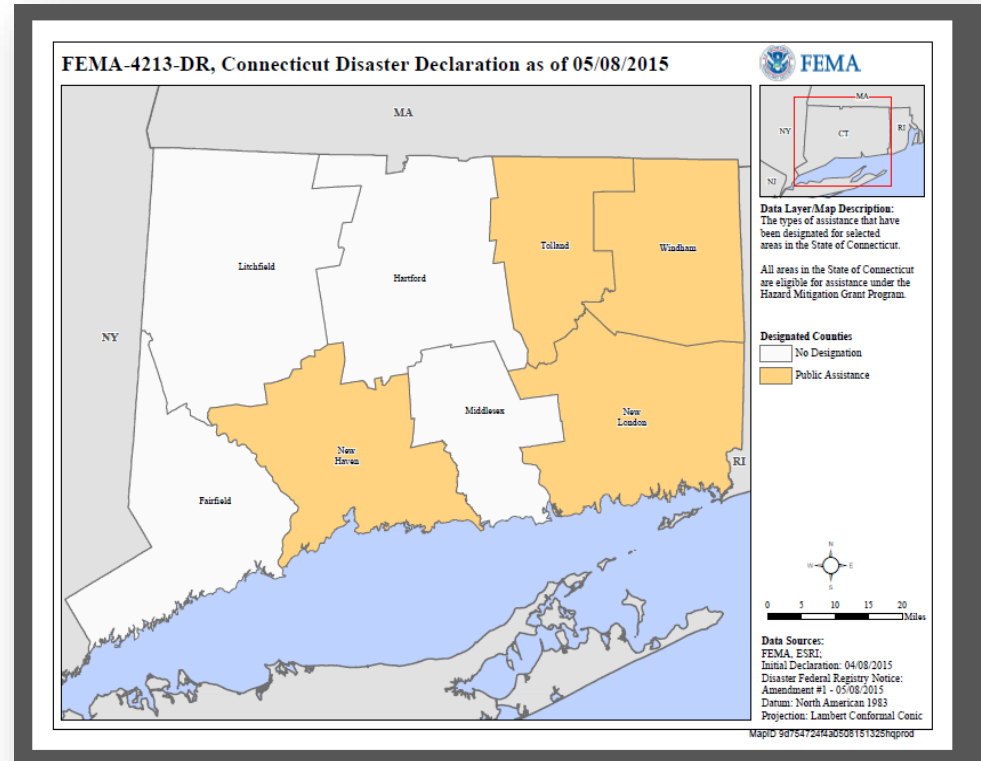 FEMA-4213-DR, Connecticut Disaster Declaration as of 05/08/2015
FEMA
MA
NY
Litchfield
Hartford
Tolland
Windham
Middlesex
New
London
New
Haven
Fairfield
RI
MA
NY
CT
RI
NJ
Data Layer/Map Description:
The types of assistance that have
been designated for selected
areas in the State of Connecticut.
All areas in the State of Connecticut
are eligible for assistance under the
Hazard Mitigation Grant Program.
Designated Counties
No Designation
Public Assistance
N
W E
S
0 5 10 15 20
Miles
Data Sources:
FEMA, ESRI;
Initial Declaration: 04/08/2015
Disaster Federal Registry Notice:
Amendment #1 - 05/08/2015
Datum: North American 1983
Projection: Lambert Conformal Conic
MapID 9d754724f4a0508151325hqprod